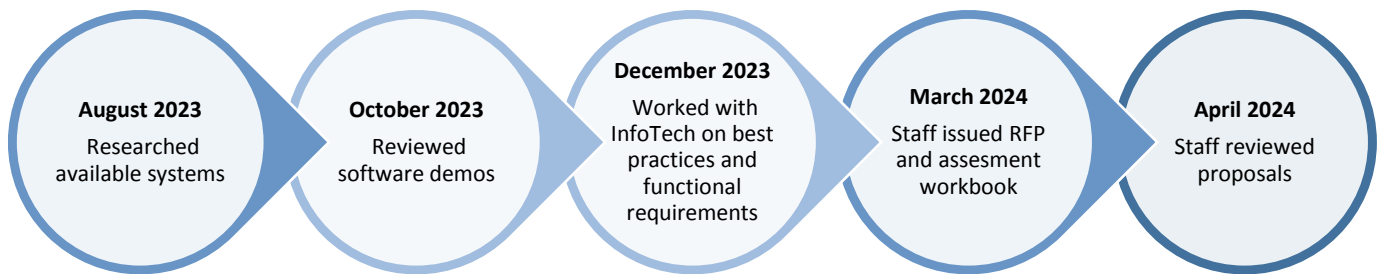 August 2023
Researched
available systems
October 2023
Reviewed
software demos
December 2023
Worked with
InfoTech on best
practices and
functional
requirements
March 2024
Staff issued RFP
and assesment
workbook
April 2024
Staff reviewed
proposals